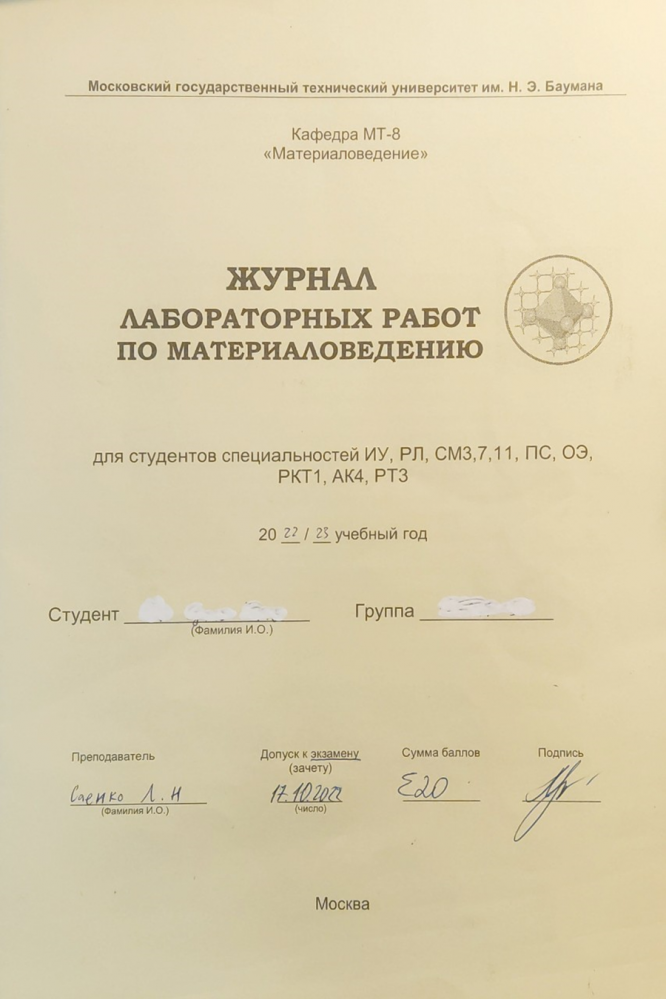 Московский государственный технический университет им. Н. Э. Баумана
Кафедра МТ-8
«Материаловедение»
ЖУРНАЛ
ЛАБОРАТОРНЫХ РАБОТ
ПО МАТЕРИАЛОВЕДЕНИЮ
для студентов специальностей ИУ, РЛ, СМ3,7,11, ПС, ОЭ,
РКТ1, АК4, РТ3
20 22 / 23 учебный год
Студент Группа
(Фамилия И.О.)
Преподаватель Допуск к экзамену Сумма баллов Подпись
(зачету)
Саенко Л. Н 17.10.2022 Σ20
(Фамилия И.О.) (число)
Москва